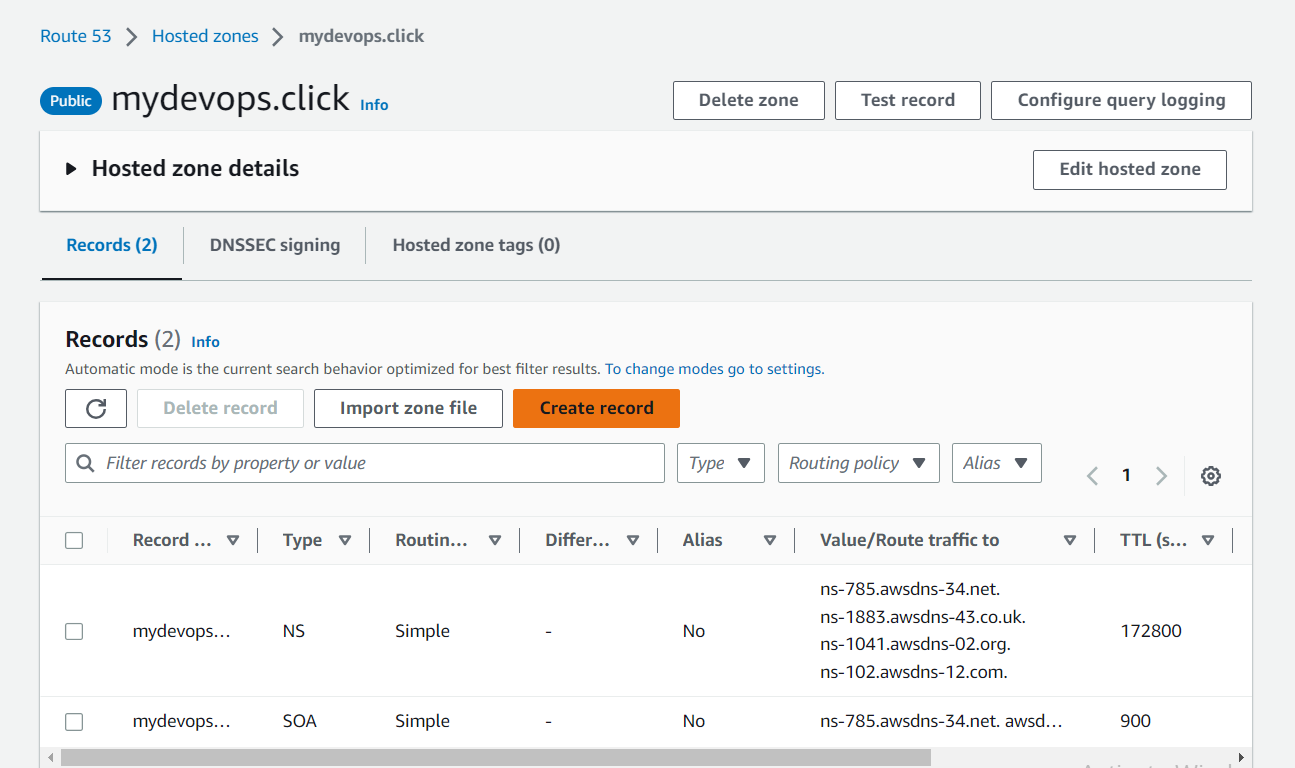 Route 53 > Hosted zones > mydevops.click
Public mydevops.click Info
Delete zone Test record Configure query logging
Hosted zone details Edit hosted zone
Records (2) DNSSEC signing Hosted zone tags (0)
Records (2) Info
Automatic mode is the current search behavior optimized for best filter results. To change modes go to settings.
Delete record Import zone file Create record
Filter records by property or value Type Routing policy Alias 1
Record ... Type Routin... Differ... Alias Value/Route traffic to TTL (s...
mydevops... NS Simple - No ns-785.awsdns-34.net.
ns-1883.awsdns-43.co.uk.
ns-1041.awsdns-02.org.
ns-102.awsdns-12.com.
172800
mydevops... SOA Simple - No ns-785.awsdns-34.net. awsd... 900